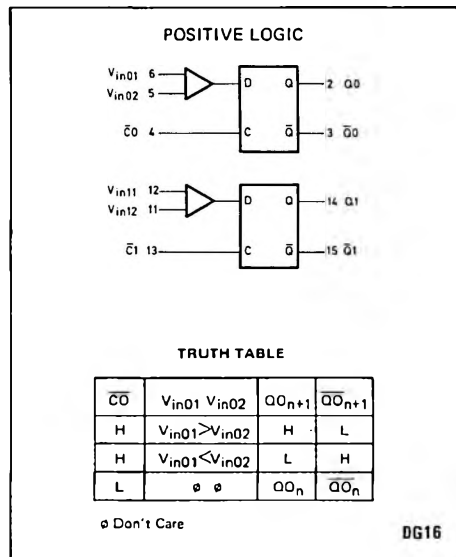 POSITIVE LOGIC
Vin01 6
Vin02 5
D Q 2 Q0
C̅0 4 C Q̅ 3 Q̅0
Vin11 12
Vin12 11
D Q 14 Q1
C̅1 13 C Q̅ 15 Q̅1
TRUTH TABLE
C̅0̅ Vin01 Vin02 Q0n+1 Q̅0̅n+1
H Vin01>Vin02 H L
H Vin01<Vin02 L H
L ø ø Q0n Q̅0̅n
ø Don't Care
DG16